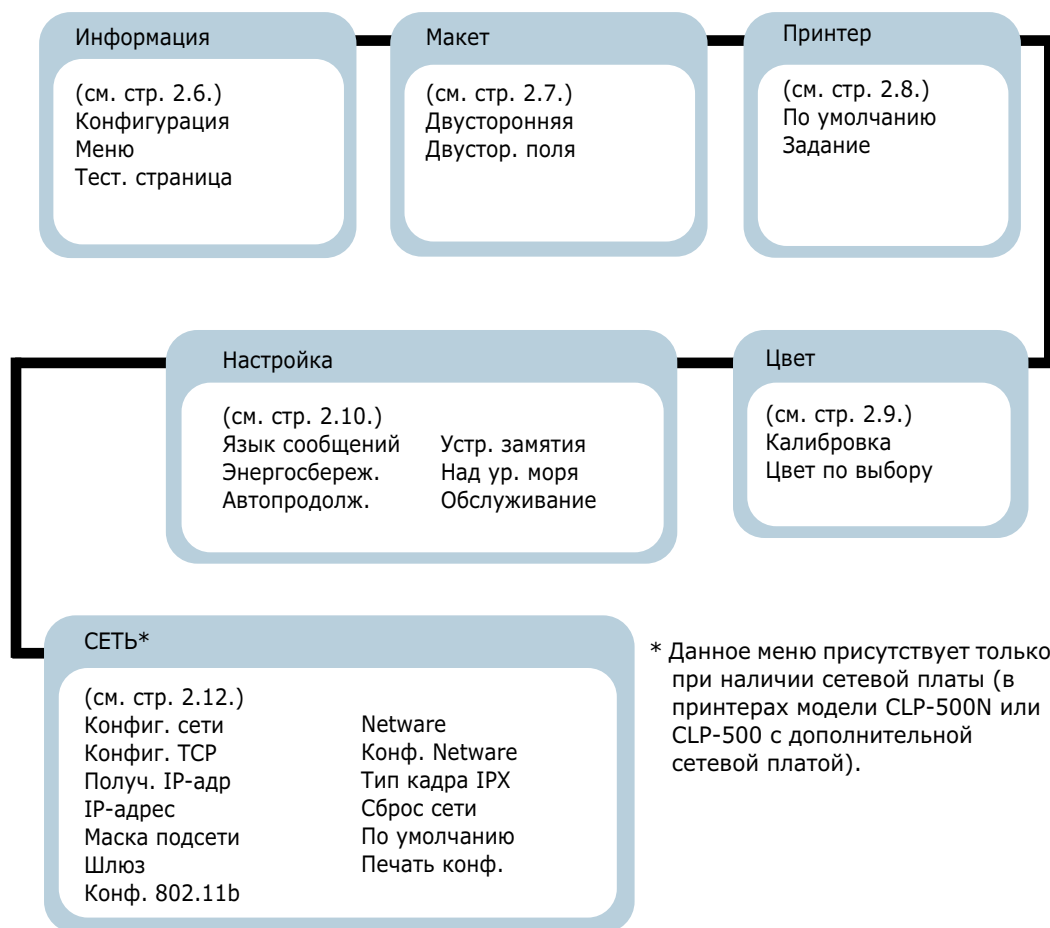 Информация
(см. стр. 2.6.)
Конфигурация
Меню
Тест. страница
Макет
(см. стр. 2.7.)
Двусторонняя
Двустор. поля
Принтер
(см. стр. 2.8.)
По умолчанию
Задание
Цвет
(см. стр. 2.9.)
Калибровка
Цвет по выбору
Настройка
(см. стр. 2.10.)
Язык сообщений
Энергосбереж.
Автопродолж.
Устр. замятия
Над ур. моря
Обслуживание
СЕТЬ*
(см. стр. 2.12.)
Конфиг. сети
Конфиг. TCP
Получ. IP-адр
IP-адрес
Маска подсети
Шлюз
Конф. 802.11b
Netware
Конф. Netware
Тип кадра IPX
Сброс сети
По умолчанию
Печать конф.
* Данное меню присутствует только
при наличии сетевой платы (в
принтерах модели CLP-500N или
CLP-500 с дополнительной
сетевой платой).